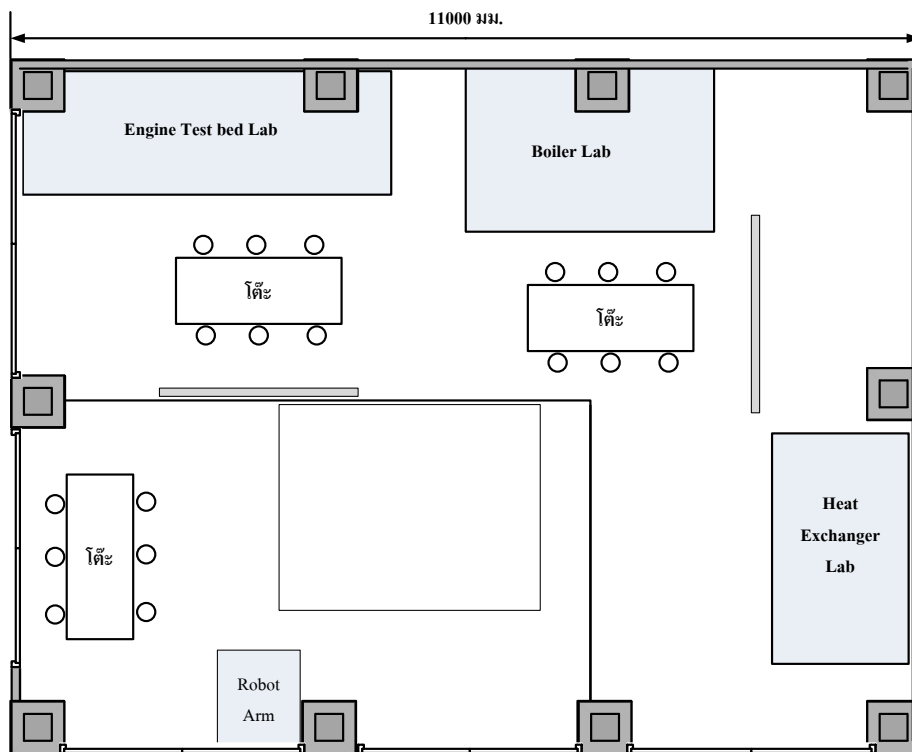 11000 มม.
Engine Test bed Lab
Boiler Lab
โต๊ะ
โต๊ะ
Heat
Exchanger
Lab
โต๊ะ
Robot
Arm